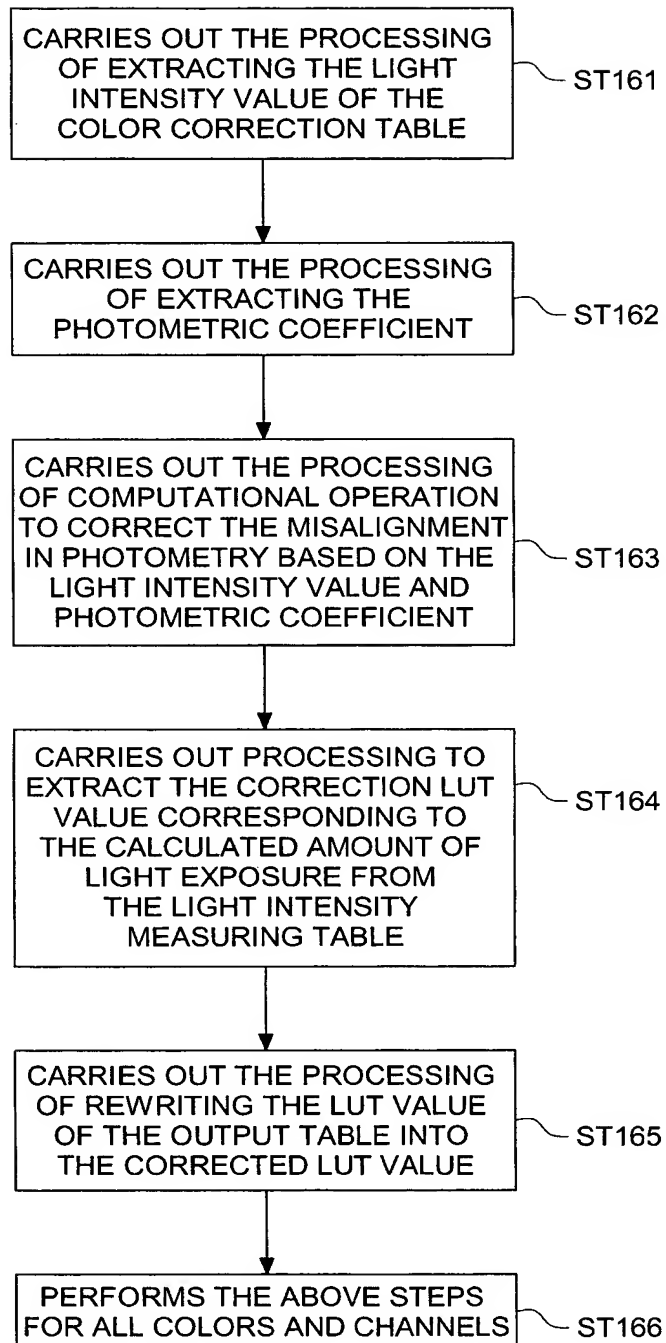 CARRIES OUT THE PROCESSING
OF EXTRACTING THE LIGHT
INTENSITY VALUE OF THE
COLOR CORRECTION TABLE
ST161
CARRIES OUT THE PROCESSING
OF EXTRACTING THE
PHOTOMETRIC COEFFICIENT
ST162
CARRIES OUT THE PROCESSING
OF COMPUTATIONAL OPERATION
TO CORRECT THE MISALIGNMENT
IN PHOTOMETRY BASED ON THE
LIGHT INTENSITY VALUE AND
PHOTOMETRIC COEFFICIENT
ST163
CARRIES OUT PROCESSING TO
EXTRACT THE CORRECTION LUT
VALUE CORRESPONDING TO
THE CALCULATED AMOUNT OF
LIGHT EXPOSURE FROM
THE LIGHT INTENSITY
MEASURING TABLE
ST164
CARRIES OUT THE PROCESSING
OF REWRITING THE LUT VALUE
OF THE OUTPUT TABLE INTO
THE CORRECTED LUT VALUE
ST165
PERFORMS THE ABOVE STEPS
FOR ALL COLORS AND CHANNELS
ST166